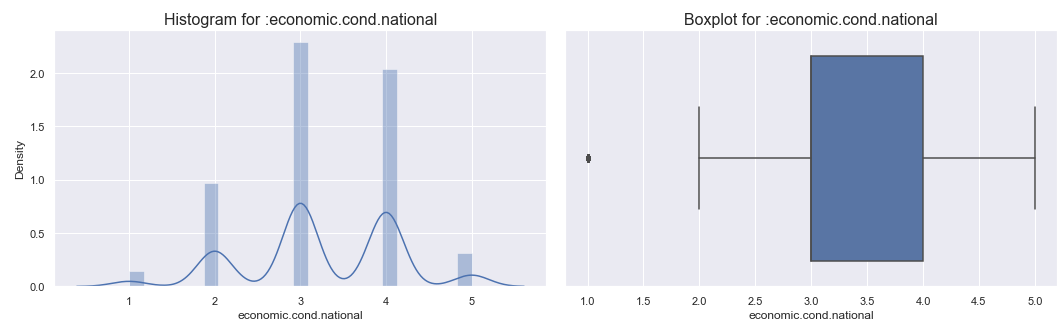 Histogram for :economic.cond.national
Density
2.0
1.5
1.0
0.5
0.0
1 2 3 4 5
economic.cond.national
Boxplot for :economic.cond.national
1.0 1.5 2.0 2.5 3.0 3.5 4.0 4.5 5.0
economic.cond.national